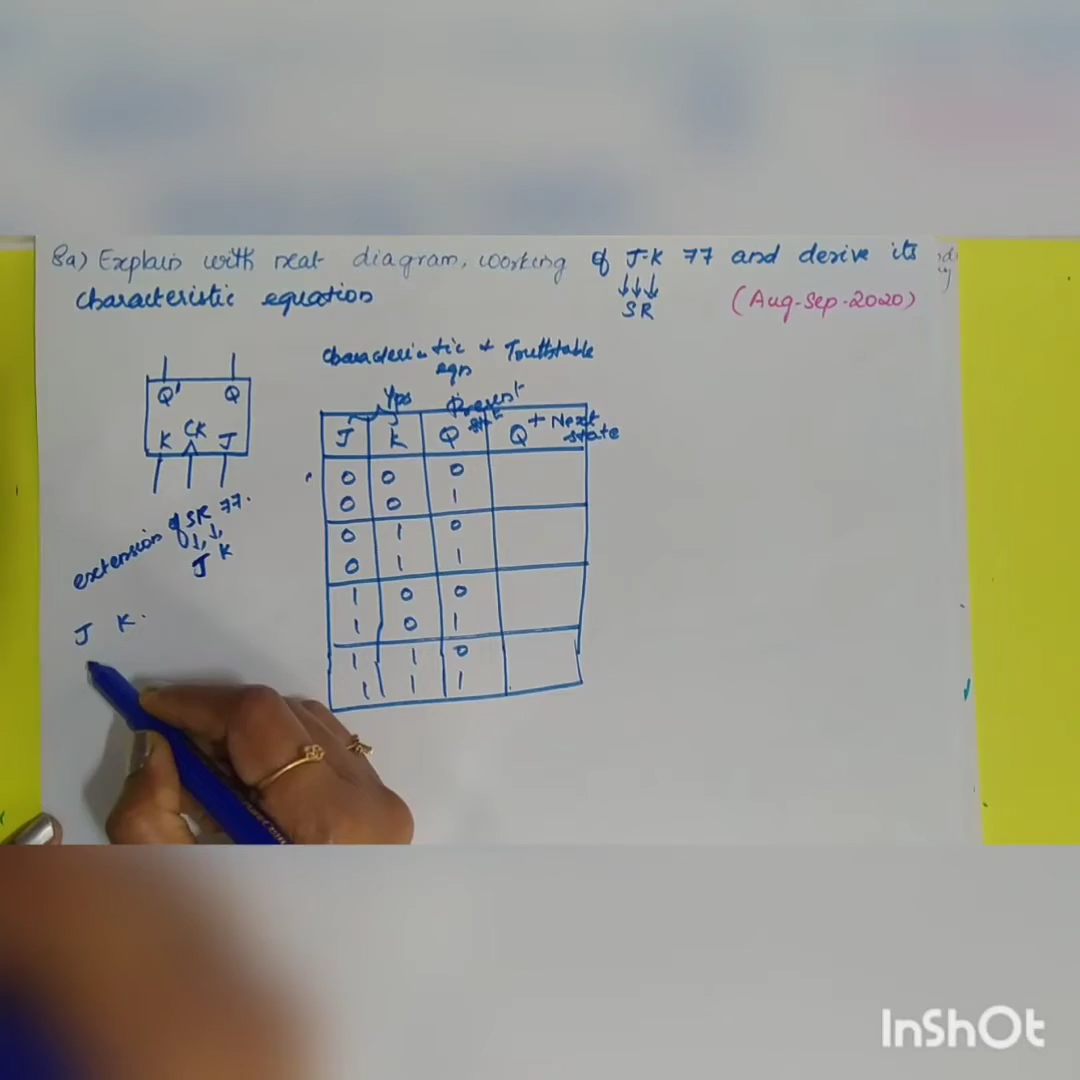 8a) Explain with neat diagram, working of J-K FF and derive its
characteristic equation
SR
(Aug-Sep-2020)
Q' Q
K CK J
extension of SR FF.
J K
J K.
Characteristic + Truthtable
eqn
Present
J K Q Q+ Next
state
0 0 0
0 0 1
0 1 0
0 1 1
1 0 0
1 0 1
1 1 0
1 1 1
InShOt